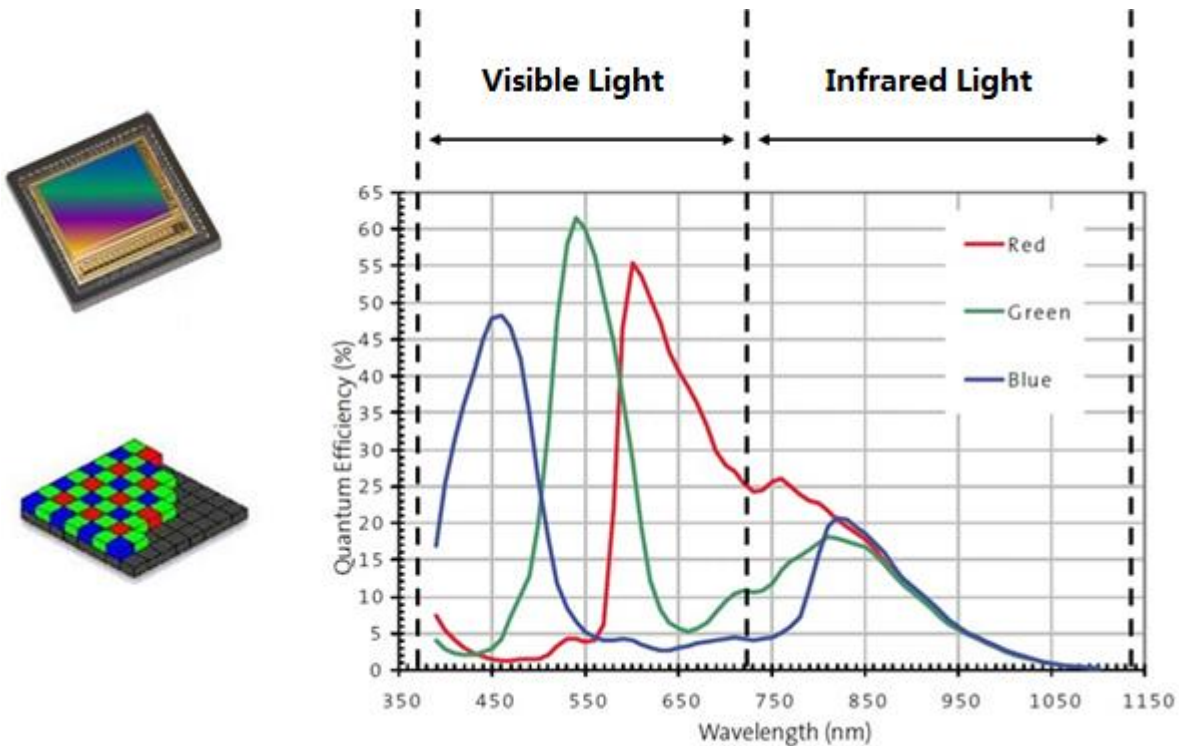 Visible Light
Infrared Light
65
60
55
50
45
40
35
30
25
20
15
10
5
0
Quantum Efficiency (%)
Red
Green
Blue
350 450 550 650 750 850 950 1050 1150
Wavelength (nm)